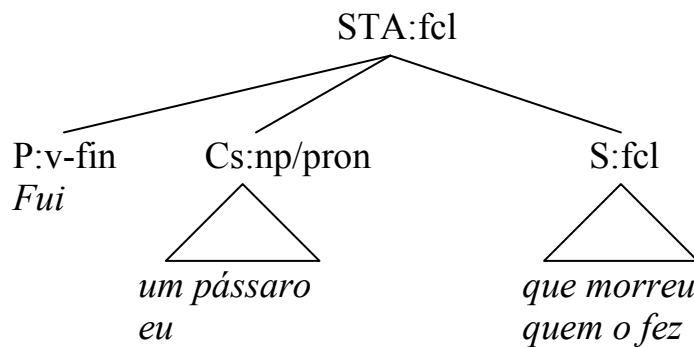 STA:fcl
P:v-fin Cs:np/pron S:fcl
Fui
um pássaro que morreu
eu quem o fez